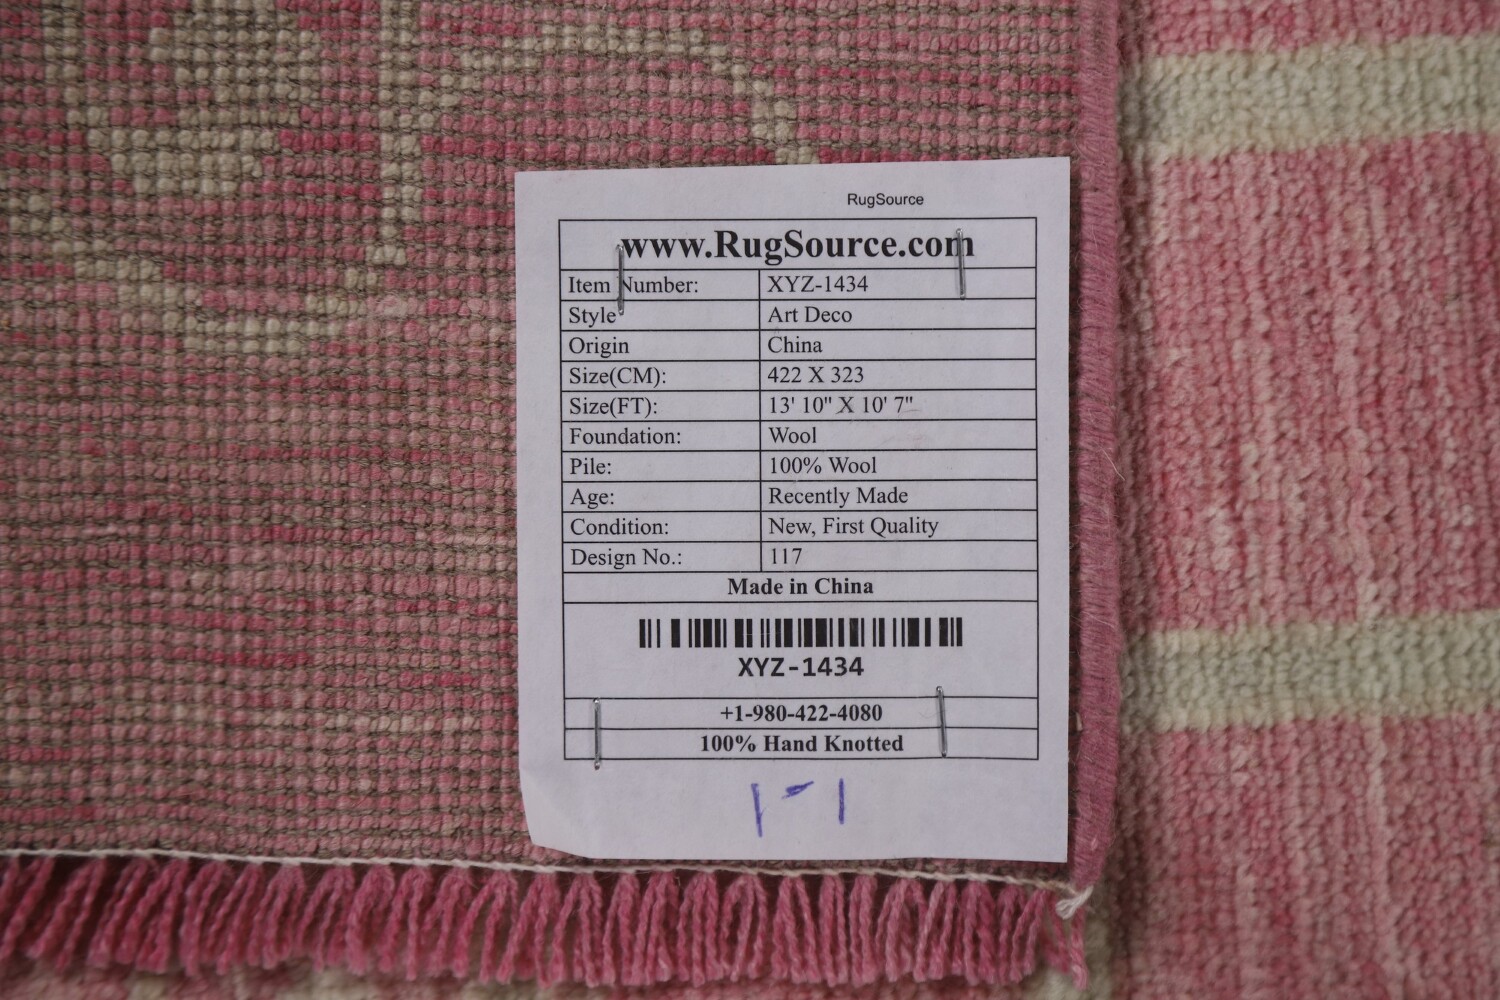 RugSource
www.RugSource.com
Item Number: XYZ-1434
Style Art Deco
Origin China
Size(CM): 422 X 323
Size(FT): 13' 10" X 10' 7"
Foundation: Wool
Pile: 100% Wool
Age: Recently Made
Condition: New, First Quality
Design No.: 117
Made in China
XYZ-1434
+1-980-422-4080
100% Hand Knotted
1-1